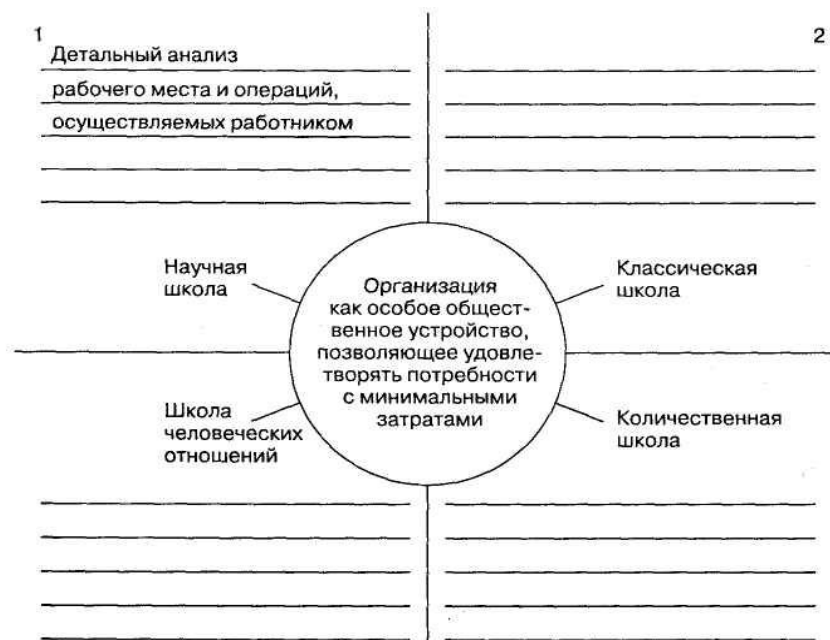 1
2
Детальный анализ
рабочего места и операций,
осуществляемых работником
Научная
школа
Классическая
школа
Организация
как особое общест-
венное устройство,
позволяющее удовле-
творять потребности
с минимальными
затратами
Школа
человеческих
отношений
Количественная
школа